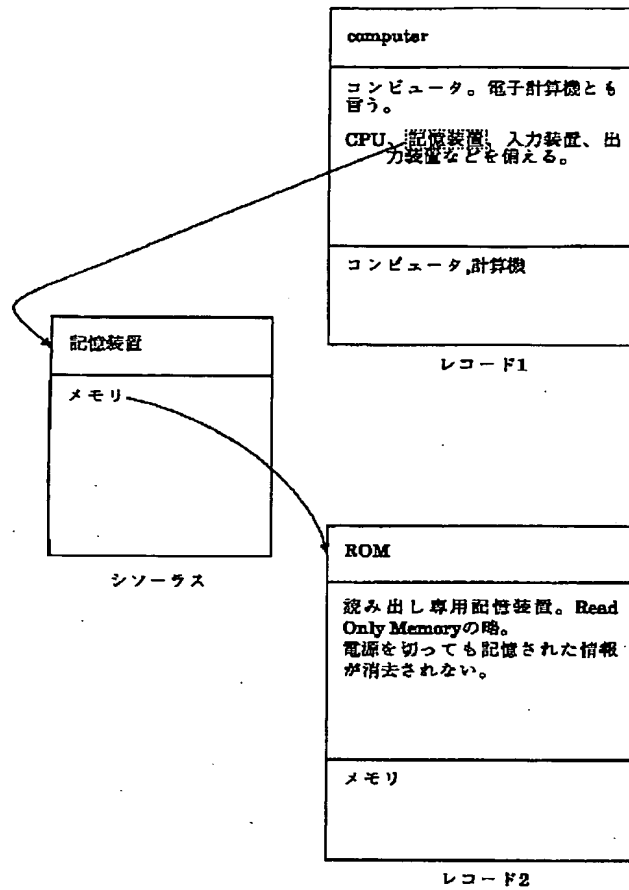 computer
コンピュータ。電子計算機とも
言う。
CPU、記憶装置、入力装置、出
力装置などを備える。
コンピュータ,計算機
レコード1
記憶装置
メモリ
シソーラス
ROM
読み出し専用記憶装置。Read
Only Memoryの略。
電源を切っても記憶された情報
が消去されない。
メモリ
レコード2